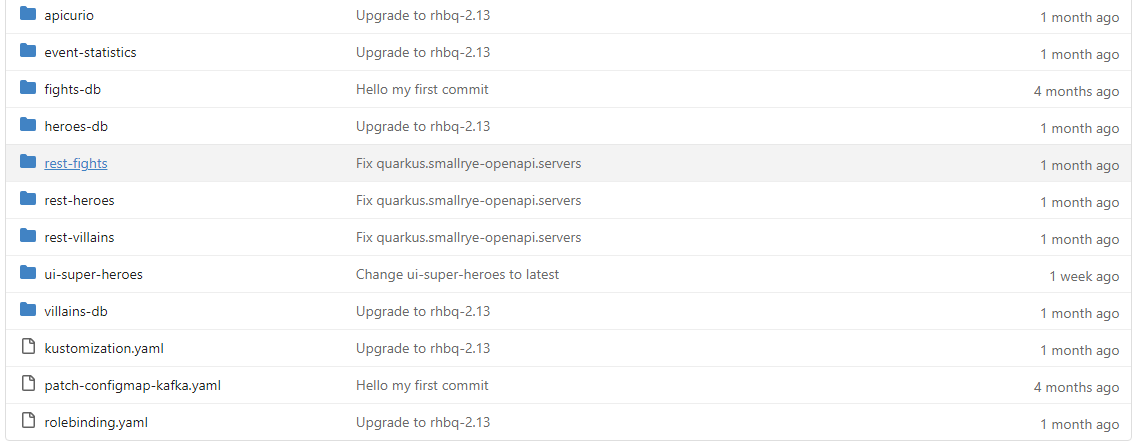 apicurio Upgrade to rhbq-2.13 1 month ago
event-statistics Upgrade to rhbq-2.13 1 month ago
fights-db Hello my first commit 4 months ago
heroes-db Upgrade to rhbq-2.13 1 month ago
rest-fights Fix quarkus.smallrye-openapi.servers 1 month ago
rest-heroes Fix quarkus.smallrye-openapi.servers 1 month ago
rest-villains Fix quarkus.smallrye-openapi.servers 1 month ago
ui-super-heroes Change ui-super-heroes to latest 1 week ago
villains-db Upgrade to rhbq-2.13 1 month ago
kustomization.yaml Upgrade to rhbq-2.13 1 month ago
patch-configmap-kafka.yaml Hello my first commit 4 months ago
rolebinding.yaml Upgrade to rhbq-2.13 1 month ago